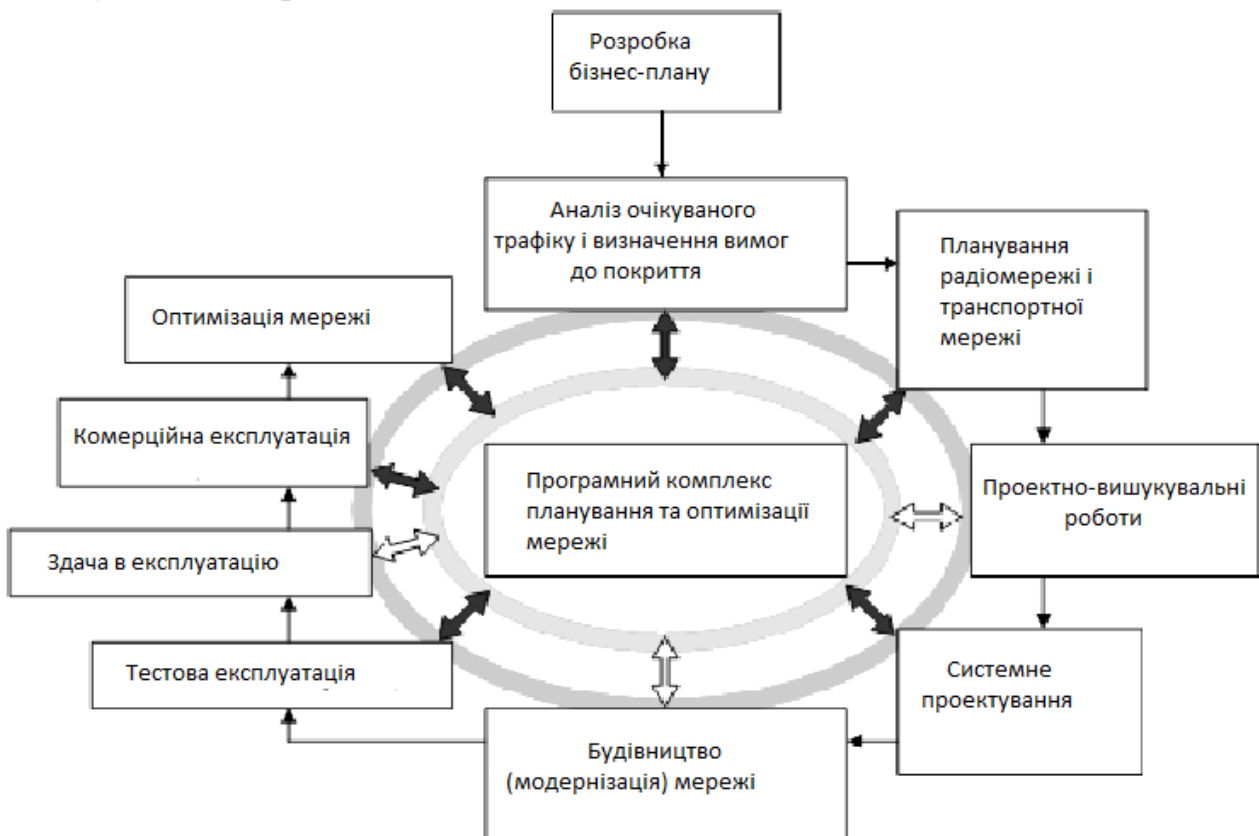 Розробка
бізнес-плану
Аналіз очікуваного
трафіку і визначення вимог
до покриття
Планування
радіомережі і
транспортної
мережі
Оптимізація мережі
Комерційна експлуатація
Програмний комплекс
планування та оптимізації
мережі
Проектно-вишукувальні
роботи
Здача в експлуатацію
Тестова експлуатація
Системне
проектування
Будівництво
(модернізація) мережі